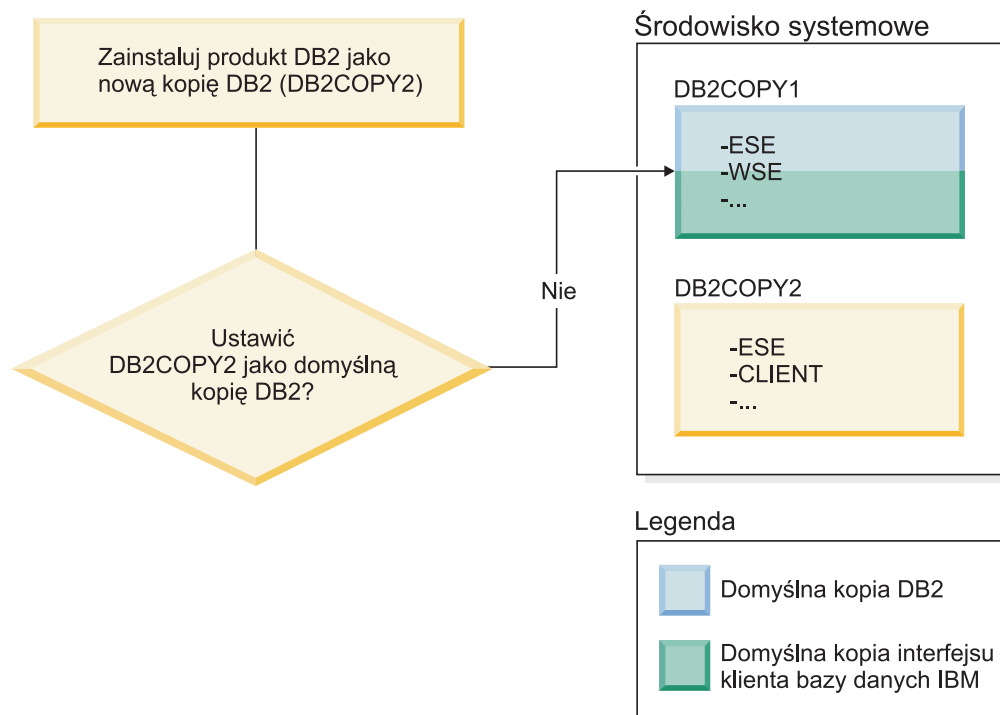 Zainstaluj produkt DB2 jako
nową kopię DB2 (DB2COPY2)
Ustawić
DB2COPY2 jako domyślną
kopię DB2?
Nie
Środowisko systemowe
DB2COPY1
-ESE
-WSE
-...
DB2COPY2
-ESE
-CLIENT
-...
Legenda
Domyślna kopia DB2
Domyślna kopia interfejsu
klienta bazy danych IBM